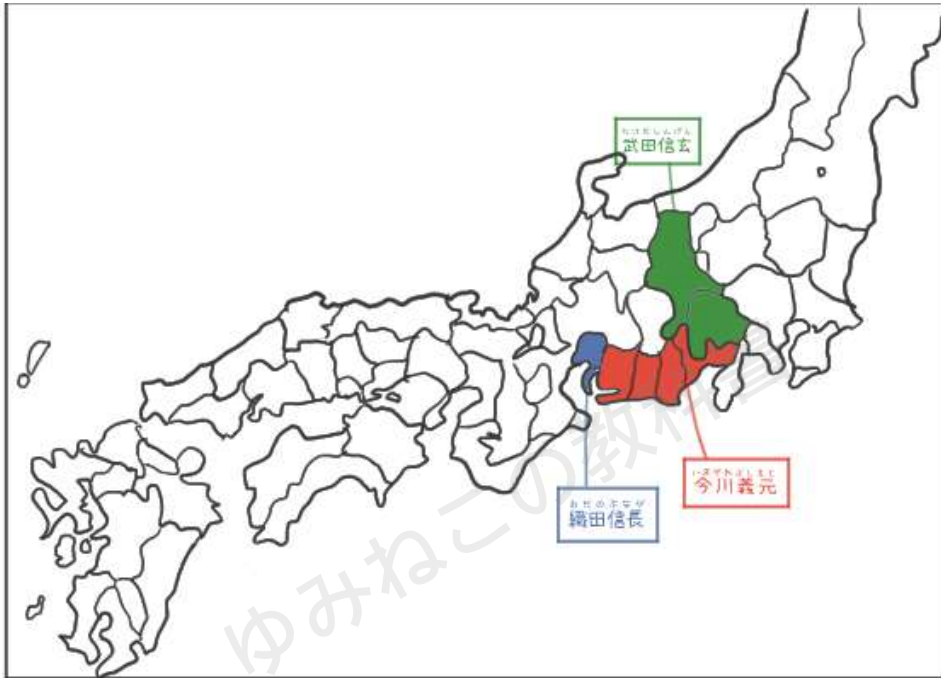 たけだしんげん
武田信玄
いまがわよしもと
今川義元
おだのぶなが
織田信長
ゆみねこの教科書